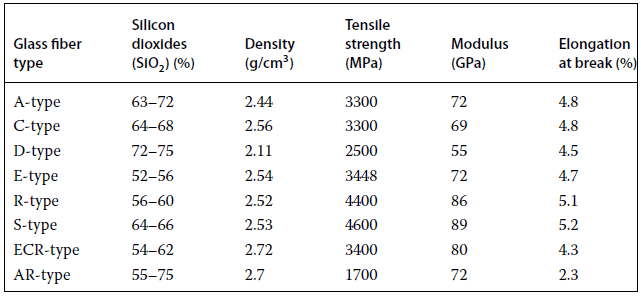 Glass fiber type | Silicon dioxides (SiO₂) (%) | Density (g/cm³) | Tensile strength (MPa) | Modulus (GPa) | Elongation at break (%)
A-type 63–72 2.44 3300 72 4.8
C-type 64–68 2.56 3300 69 4.8
D-type 72–75 2.11 2500 55 4.5
E-type 52–56 2.54 3448 72 4.7
R-type 56–60 2.52 4400 86 5.1
S-type 64–66 2.53 4600 89 5.2
ECR-type 54–62 2.72 3400 80 4.3
AR-type 55–75 2.7 1700 72 2.3